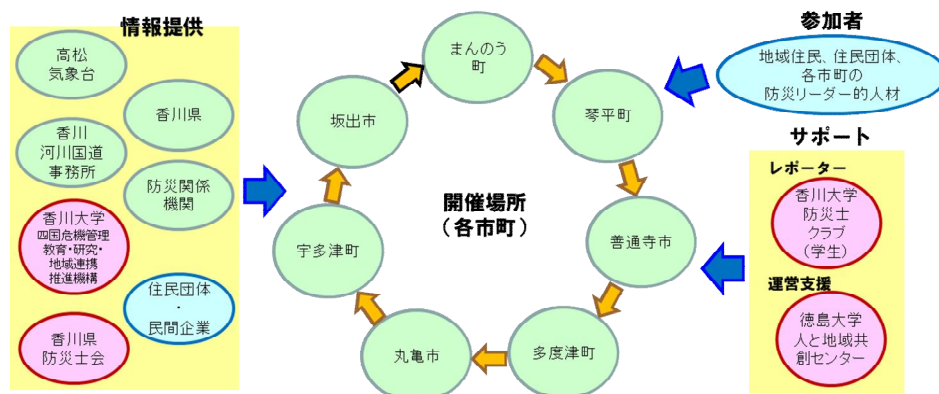 情報提供
高松
気象台
香川県
香川
河川国道
事務所
防災関係
機関
香川大学
四国危機管理
教育・研究・
地域連携
推進機構
住民団体
・
民間企業
香川県
防災士会
まんのう
町
琴平町
善通寺市
多度津町
丸亀市
宇多津町
坂出市
開催場所
(各市町)
参加者
地域住民、住民団体、
各市町の
防災リーダー的人材
サポート
レポーター
香川大学
防災士
クラブ
(学生)
運営支援
徳島大学
人と地域共
創センター